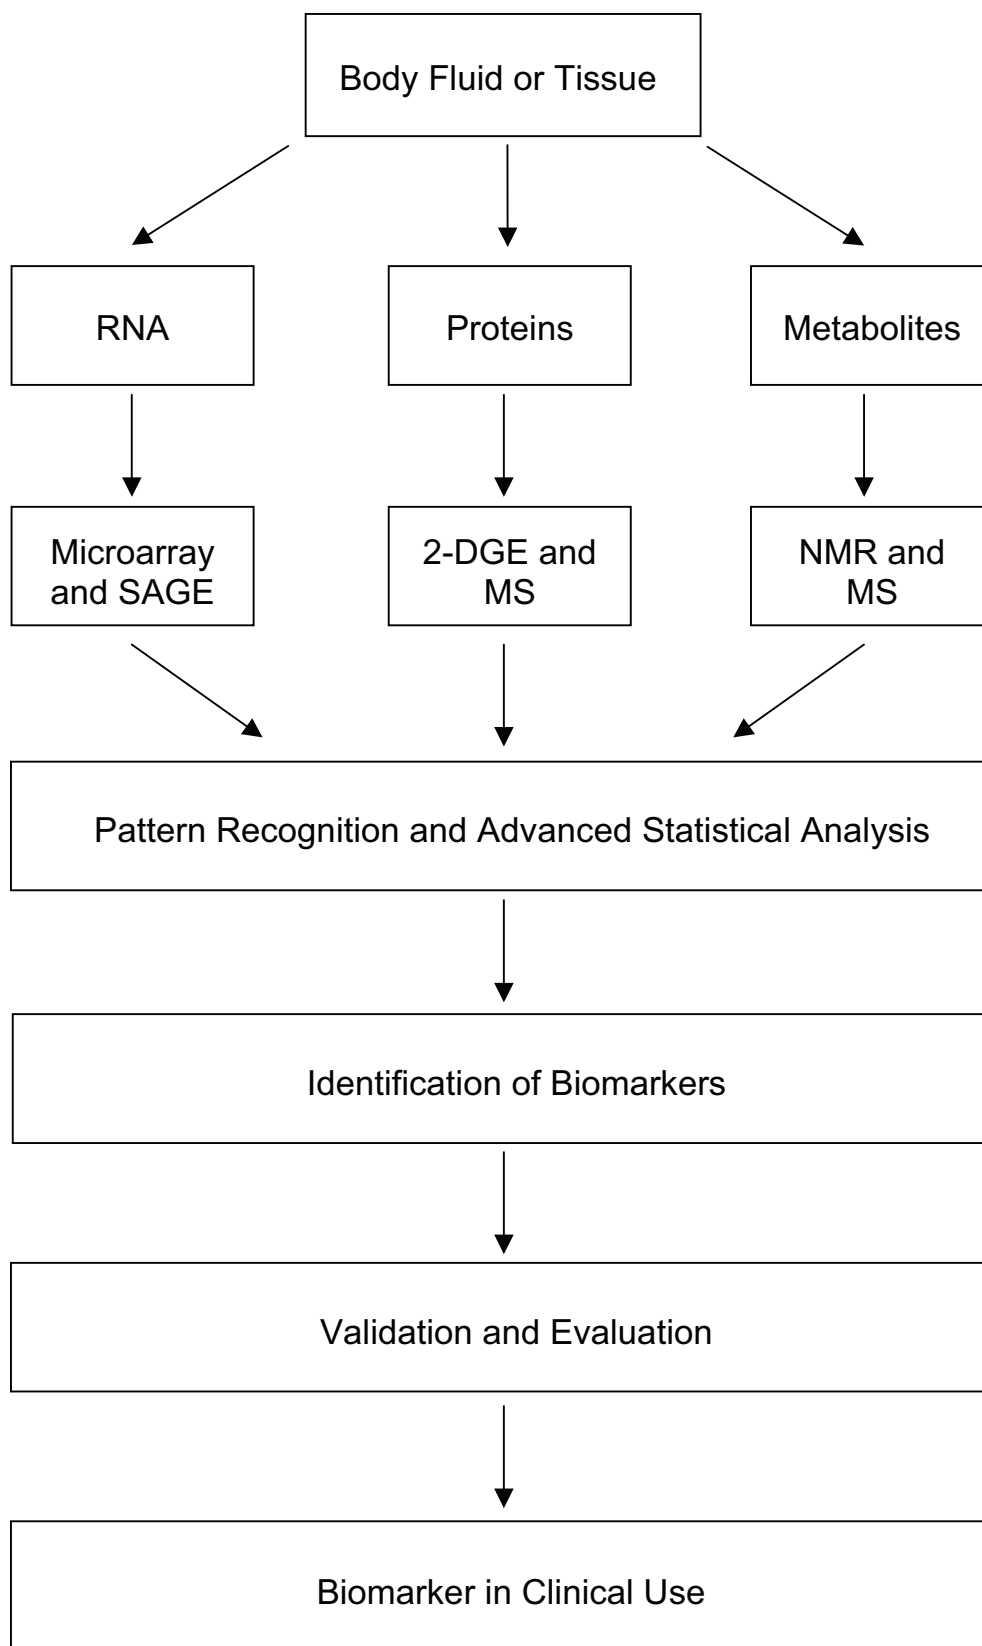 Body Fluid or Tissue
RNA
Proteins
Metabolites
Microarray
and SAGE
2-DGE and
MS
NMR and
MS
Pattern Recognition and Advanced Statistical Analysis
Identification of Biomarkers
Validation and Evaluation
Biomarker in Clinical Use